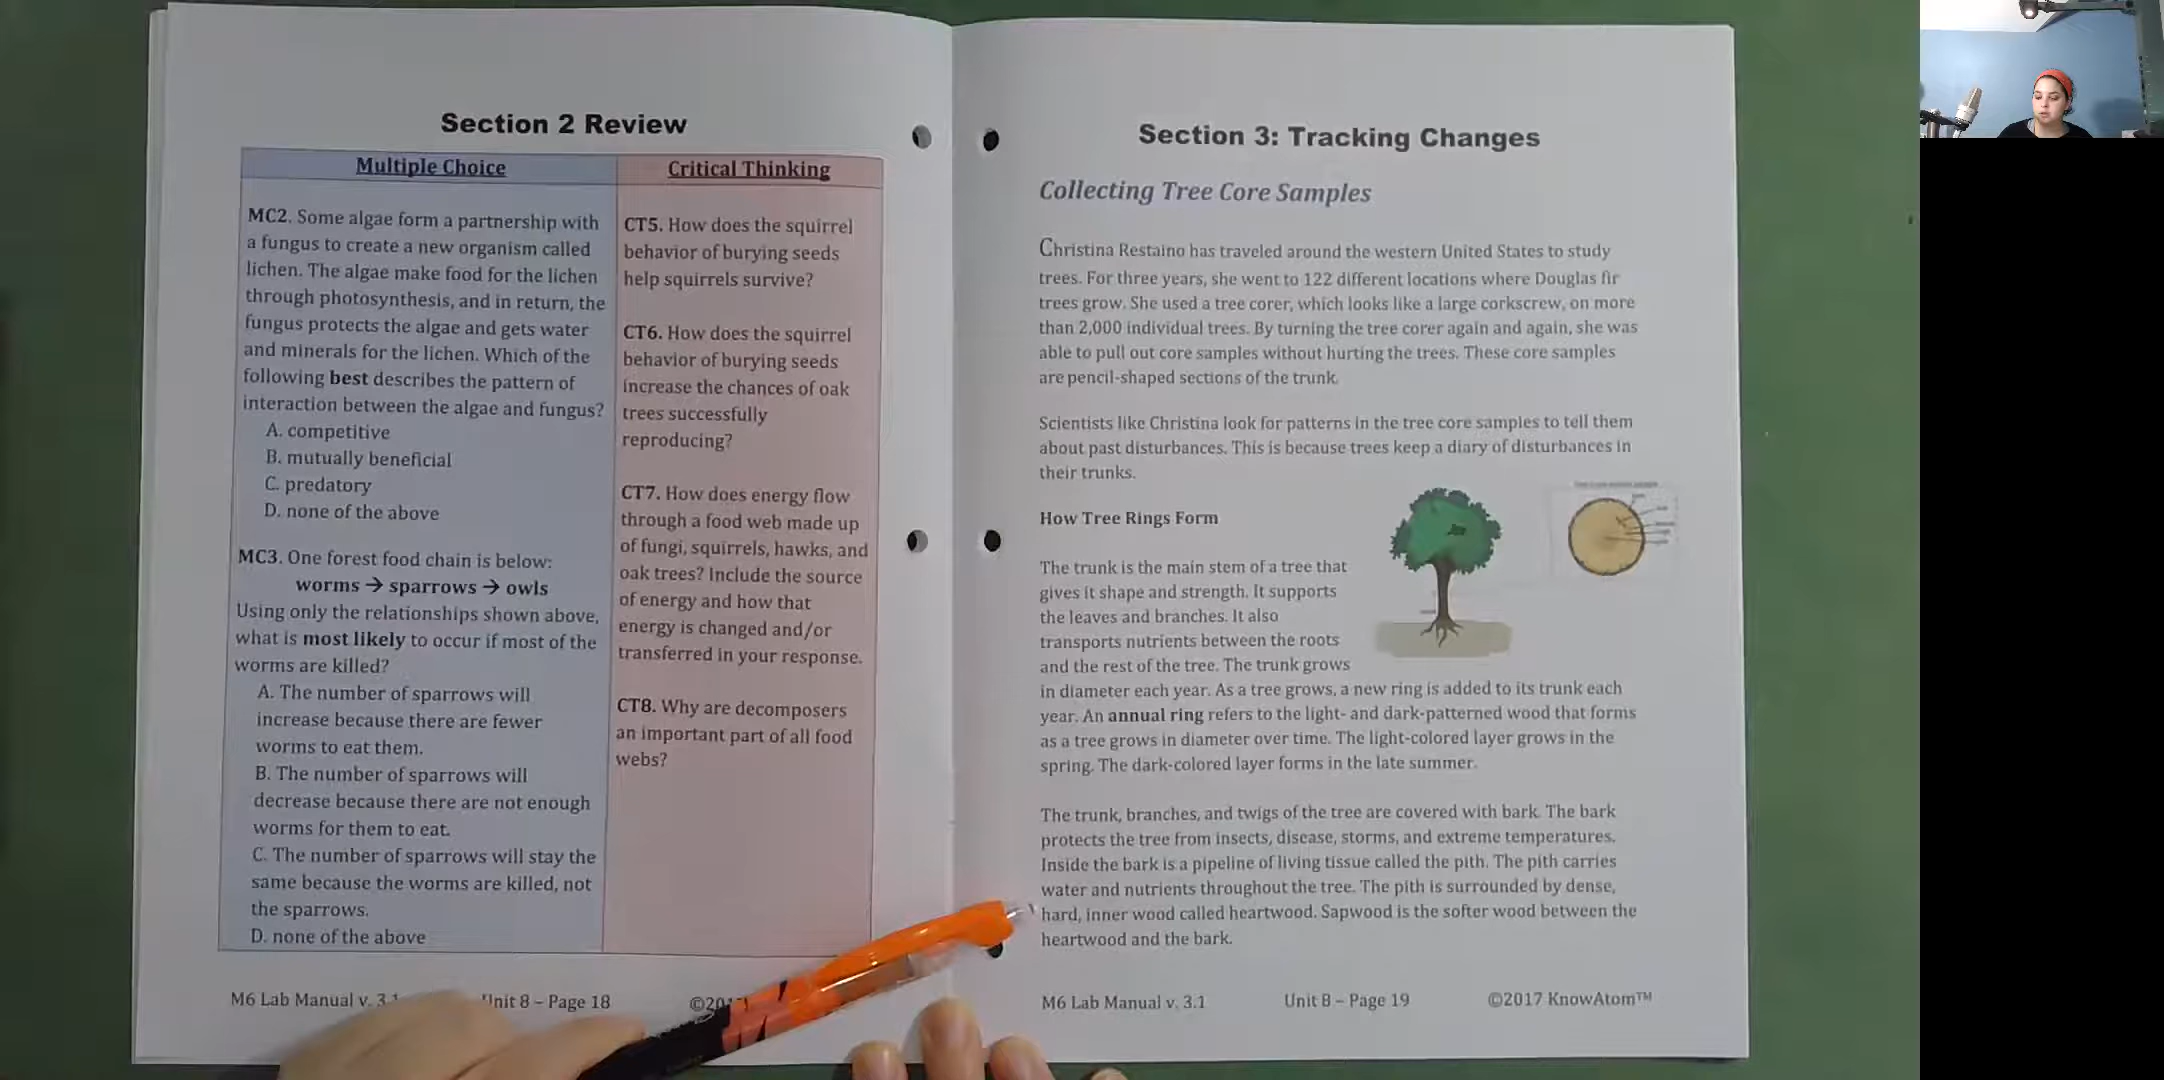 Section 2 Review
Multiple Choice
MC2. Some algae form a partnership with
a fungus to create a new organism called
lichen. The algae make food for the lichen
through photosynthesis, and in return, the
fungus protects the algae and gets water
and minerals for the lichen. Which of the
following best describes the pattern of
interaction between the algae and fungus?
A. competitive
B. mutually beneficial
C. predatory
D. none of the above
MC3. One forest food chain is below:
worms → sparrows → owls
Using only the relationships shown above,
what is most likely to occur if most of the
worms are killed?
A. The number of sparrows will
increase because there are fewer
worms to eat them.
B. The number of sparrows will
decrease because there are not enough
worms for them to eat.
C. The number of sparrows will stay the
same because the worms are killed, not
the sparrows.
D. none of the above
Critical Thinking
CT5. How does the squirrel
behavior of burying seeds
help squirrels survive?
CT6. How does the squirrel
behavior of burying seeds
increase the chances of oak
trees successfully
reproducing?
CT7. How does energy flow
through a food web made up
of fungi, squirrels, hawks, and
oak trees? Include the source
of energy and how that
energy is changed and/or
transferred in your response.
CT8. Why are decomposers
an important part of all food
webs?
M6 Lab Manual v. 3.1 Unit 8 – Page 18
Section 3: Tracking Changes
Collecting Tree Core Samples
Christina Restaino has traveled around the western United States to study
trees. For three years, she went to 122 different locations where Douglas fir
trees grow. She used a tree corer, which looks like a large corkscrew, on more
than 2,000 individual trees. By turning the tree corer again and again, she was
able to pull out core samples without hurting the trees. These core samples
are pencil-shaped sections of the trunk.
Scientists like Christina look for patterns in the tree core samples to tell them
about past disturbances. This is because trees keep a diary of disturbances in
their trunks.
How Tree Rings Form
The trunk is the main stem of a tree that
gives it shape and strength. It supports
the leaves and branches. It also
transports nutrients between the roots
and the rest of the tree. The trunk grows
in diameter each year. As a tree grows, a new ring is added to its trunk each
year. An annual ring refers to the light- and dark-patterned wood that forms
as a tree grows in diameter over time. The light-colored layer grows in the
spring. The dark-colored layer forms in the late summer.
The trunk, branches, and twigs of the tree are covered with bark. The bark
protects the tree from insects, disease, storms, and extreme temperatures.
Inside the bark is a pipeline of living tissue called the pith. The pith carries
water and nutrients throughout the tree. The pith is surrounded by dense,
hard, inner wood called heartwood. Sapwood is the softer wood between the
heartwood and the bark.
M6 Lab Manual v. 3.1 Unit 8 – Page 19 ©2017 KnowAtom™